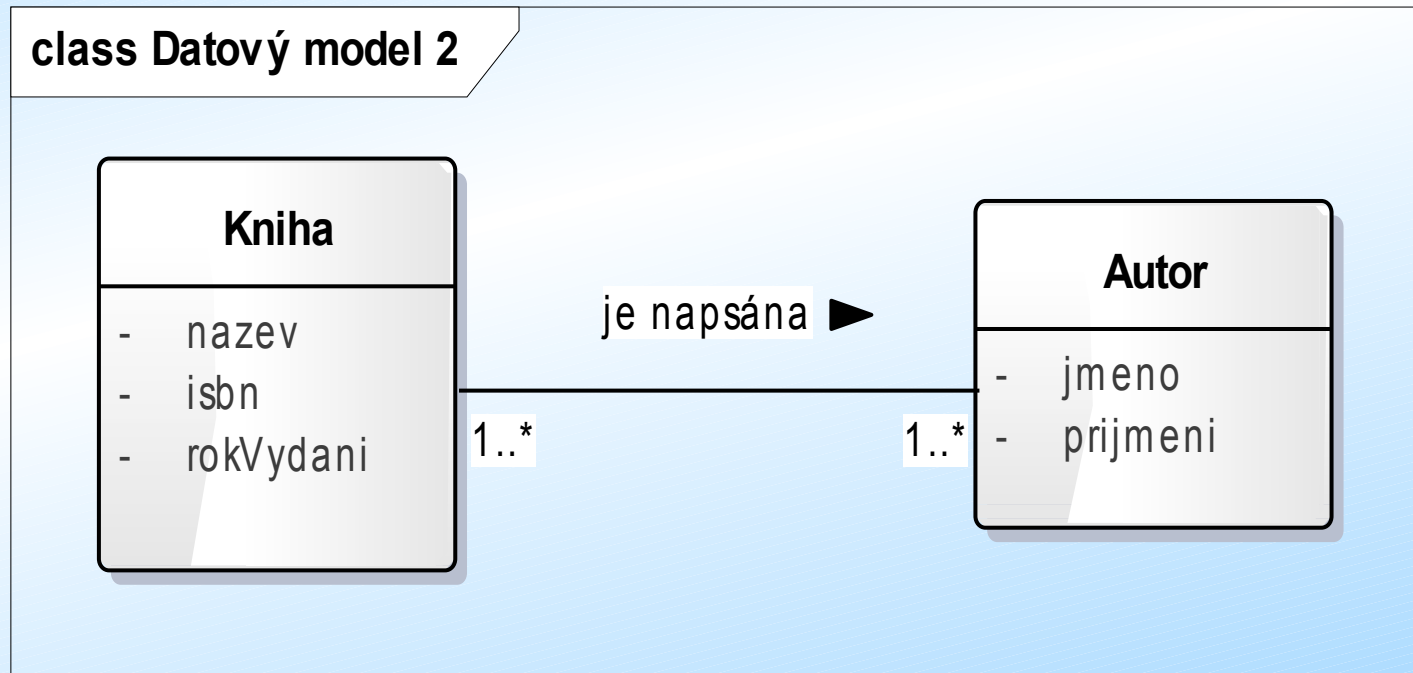 class Datový model 2
Kniha
- nazev
- isbn
- rokVydani
je napsána
1..*
1..*
Autor
- jmeno
- prijmeni